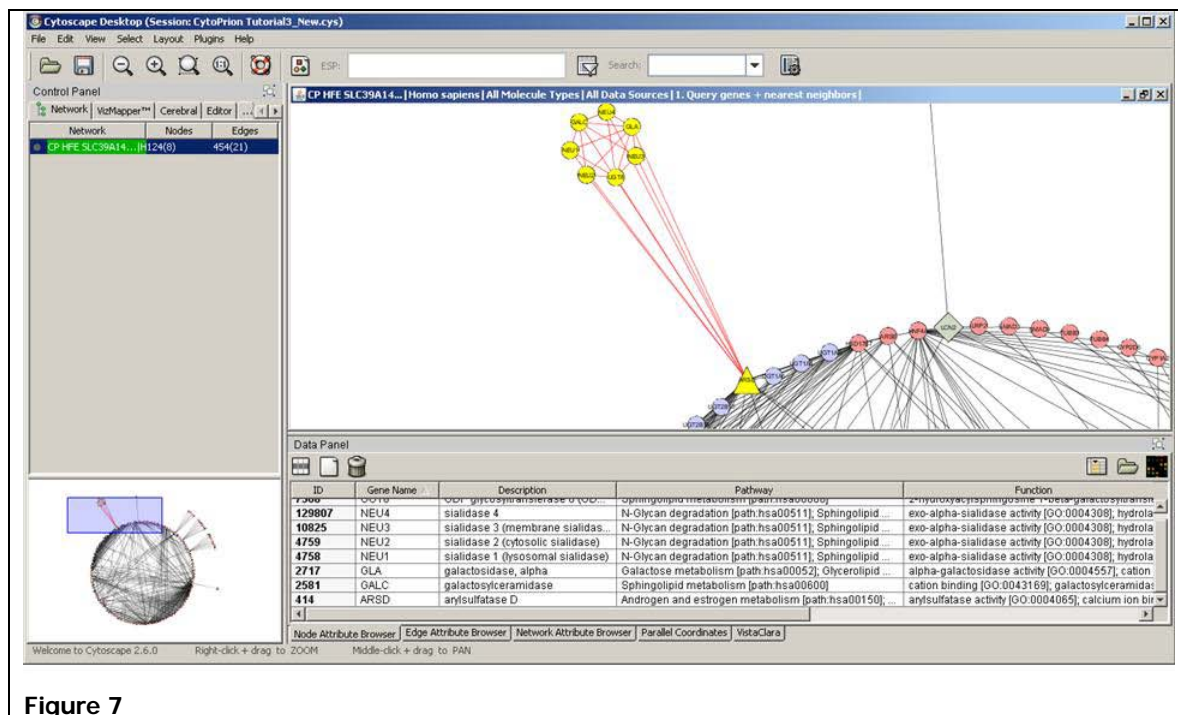 Cytoscape Desktop (Session: CytoPrion Tutorial3_New.cys)
File Edit View Select Layout Plugins Help
ESP: Search:
Control Panel
Network VizMapper™ Cerebral Editor ...
Network Nodes Edges
CP HFE SLC39A14...|H 124(8) 454(21)
CP HFE SLC39A14...|Homo sapiens|All Molecule Types|All Data Sources|1. Query genes + nearest neighbors|
NEU4
GALC GLA
NEU1 NEU3
NEU2 UGT8
LCN2
ARSD
Data Panel
ID Gene Name Description Pathway Function
129807 NEU4 sialidase 4 N-Glycan degradation [path:hsa00511]; Sphingolipid ... exo-alpha-sialidase activity [GO:0004308]; hydrola
10825 NEU3 sialidase 3 (membrane sialidas... N-Glycan degradation [path:hsa00511]; Sphingolipid ... exo-alpha-sialidase activity [GO:0004308]; hydrola
4759 NEU2 sialidase 2 (cytosolic sialidase) N-Glycan degradation [path:hsa00511]; Sphingolipid ... exo-alpha-sialidase activity [GO:0004308]; hydrola
4758 NEU1 sialidase 1 (lysosomal sialidase) N-Glycan degradation [path:hsa00511]; Sphingolipid ... exo-alpha-sialidase activity [GO:0004308]; hydrola
2717 GLA galactosidase, alpha Galactose metabolism [path:hsa00052]; Glycerolipid ... alpha-galactosidase activity [GO:0004557]; cation
2581 GALC galactosylceramidase Sphingolipid metabolism [path:hsa00600] cation binding [GO:0043169]; galactosylceramidas
414 ARSD arylsulfatase D Androgen and estrogen metabolism [path:hsa00150]; ... arylsulfatase activity [GO:0004065]; calcium ion bin
Node Attribute Browser Edge Attribute Browser Network Attribute Browser Parallel Coordinates VistaClara
Welcome to Cytoscape 2.6.0 Right-click + drag to ZOOM Middle-click + drag to PAN
Figure 7